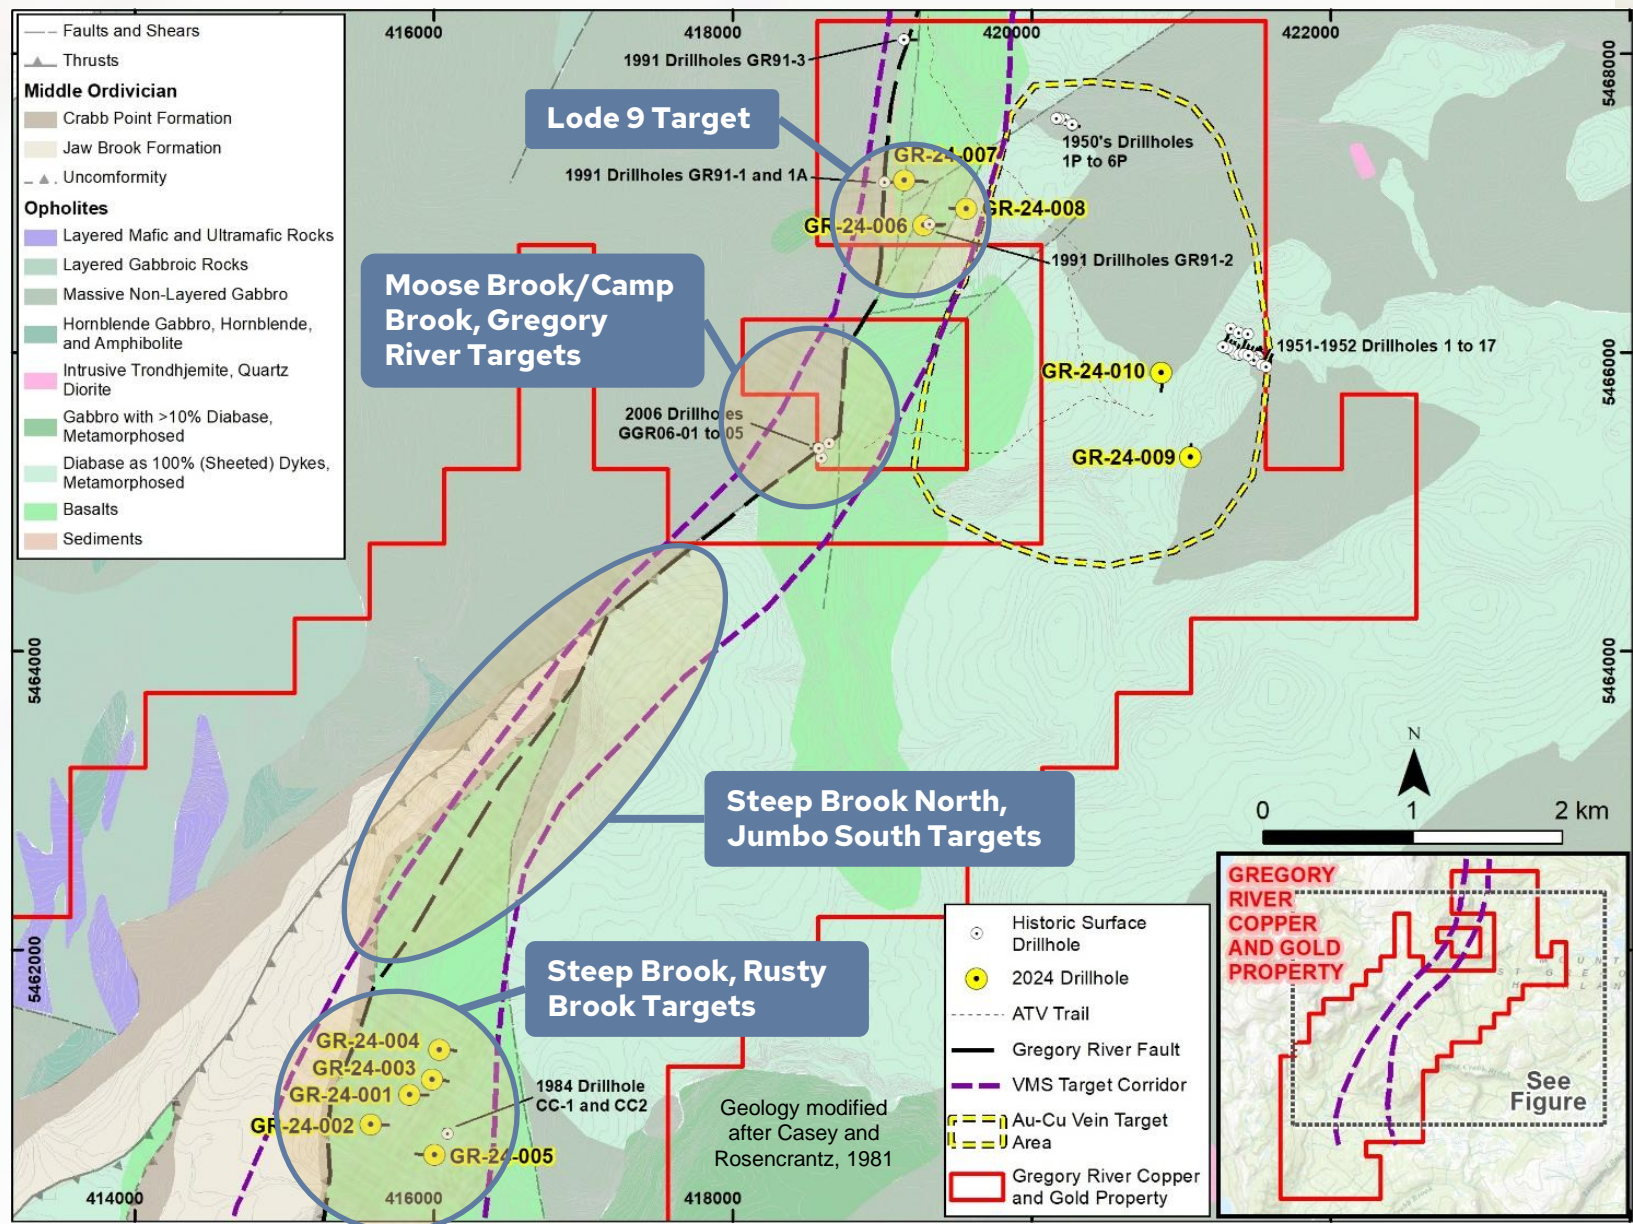 Faults and Shears
Thrusts
Middle Ordivician
Crabb Point Formation
Jaw Brook Formation
Uncomformity
Opholites
Layered Mafic and Ultramafic Rocks
Layered Gabbroic Rocks
Massive Non-Layered Gabbro
Hornblende Gabbro, Hornblende,
and Amphibolite
Intrusive Trondhjemite, Quartz
Diorite
Gabbro with >10% Diabase,
Metamorphosed
Diabase as 100% (Sheeted) Dykes,
Metamorphosed
Basalts
Sediments
416000
418000
420000
422000
5468000
1991 Drillholes GR91-3
Lode 9 Target
1950's Drillholes
1P to 6P
GR-24-007
1991 Drillholes GR91-1 and 1A
GR-24-008
GR-24-006
1991 Drillholes GR91-2
Moose Brook/Camp
Brook, Gregory
River Targets
1951-1952 Drillholes 1 to 17
GR-24-010
5466000
2006 Drillholes
GGR06-01 to 05
GR-24-009
5464000
5464000
Steep Brook North,
Jumbo South Targets
N
0 1 2 km
5462000
Steep Brook, Rusty
Brook Targets
GR-24-004
GR-24-003
GR-24-001
GR-24-002
GR-24-005
1984 Drillhole
CC-1 and CC2
Geology modified
after Casey and
Rosencrantz, 1981
414000
416000
418000
Historic Surface
Drillhole
2024 Drillhole
ATV Trail
Gregory River Fault
VMS Target Corridor
Au-Cu Vein Target
Area
Gregory River Copper
and Gold Property
GREGORY
RIVER
COPPER
AND GOLD
PROPERTY
See
Figure